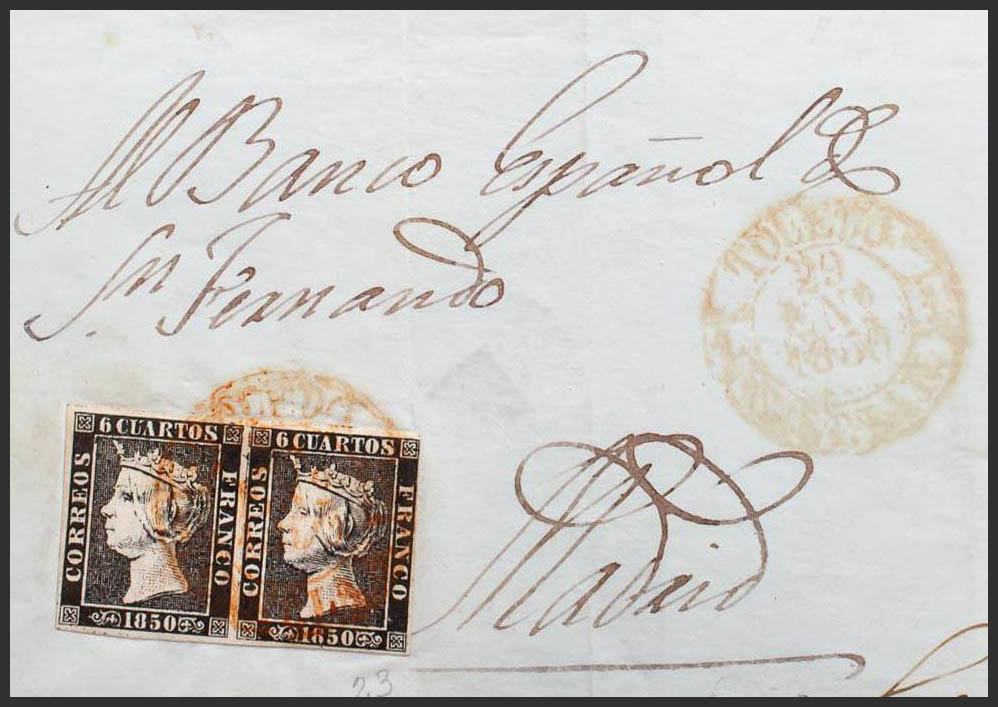 Al Banco Español de
Sn Fernando
6 CUARTOS
CORREOS
FRANCO
1850
6 CUARTOS
CORREOS
FRANCO
1850
Madrid
23